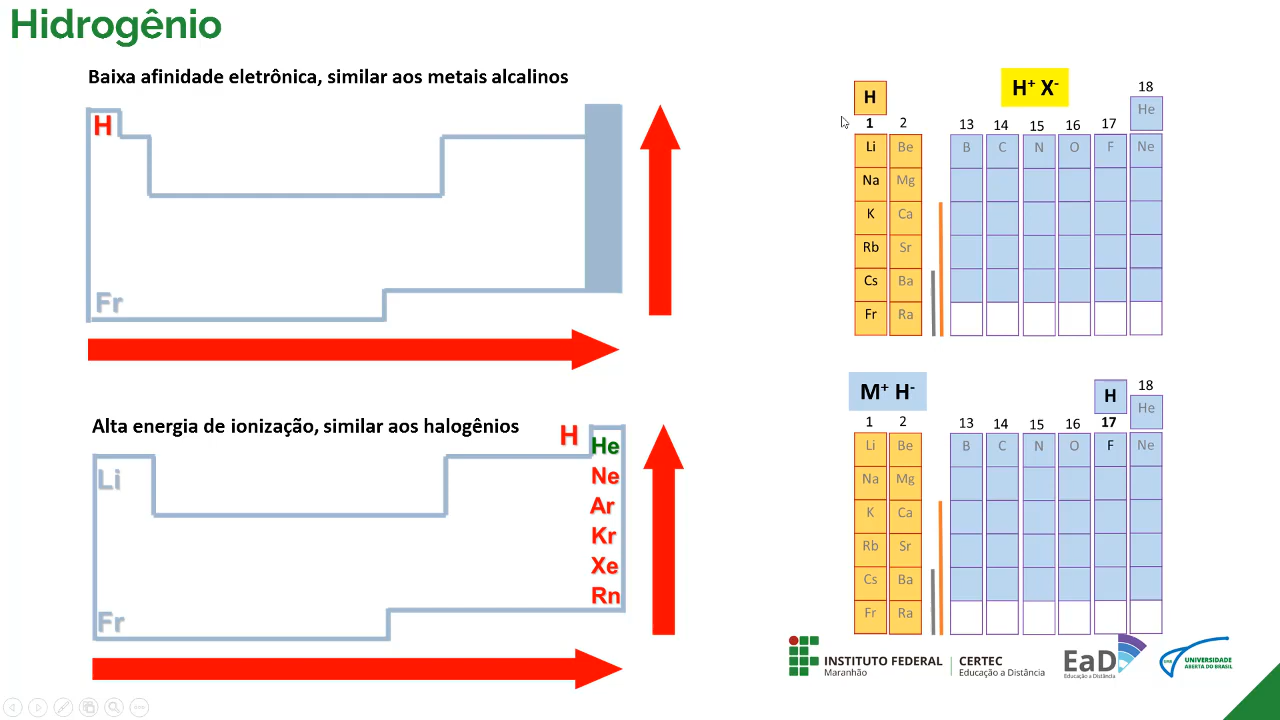 Hidrogênio
Baixa afinidade eletrônica, similar aos metais alcalinos
H
Fr
H⁺ X⁻
H
18
He
1 2 13 14 15 16 17
Li Be B C N O F Ne
Na Mg
K Ca
Rb Sr
Cs Ba
Fr Ra
Alta energia de ionização, similar aos halogênios
H
He
Li
Ne
Ar
Kr
Xe
Rn
Fr
M⁺ H⁻
H
18
He
1 2 13 14 15 16 17
Li Be B C N O F Ne
Na Mg
K Ca
Rb Sr
Cs Ba
Fr Ra
INSTITUTO FEDERAL
Maranhão
CERTEC
Educação a Distância
EaD
Educação a Distância
UAB
UNIVERSIDADE
ABERTA DO BRASIL